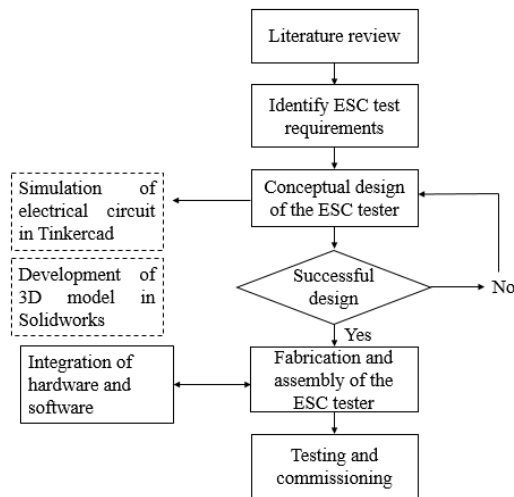 Literature review
Identify ESC test
requirements
Simulation of
electrical circuit
in Tinkercad
Conceptual design
of the ESC tester
Development of
3D model in
Solidworks
Successful
design
No
Yes
Integration of
hardware and
software
Fabrication and
assembly of the
ESC tester
Testing and
commissioning